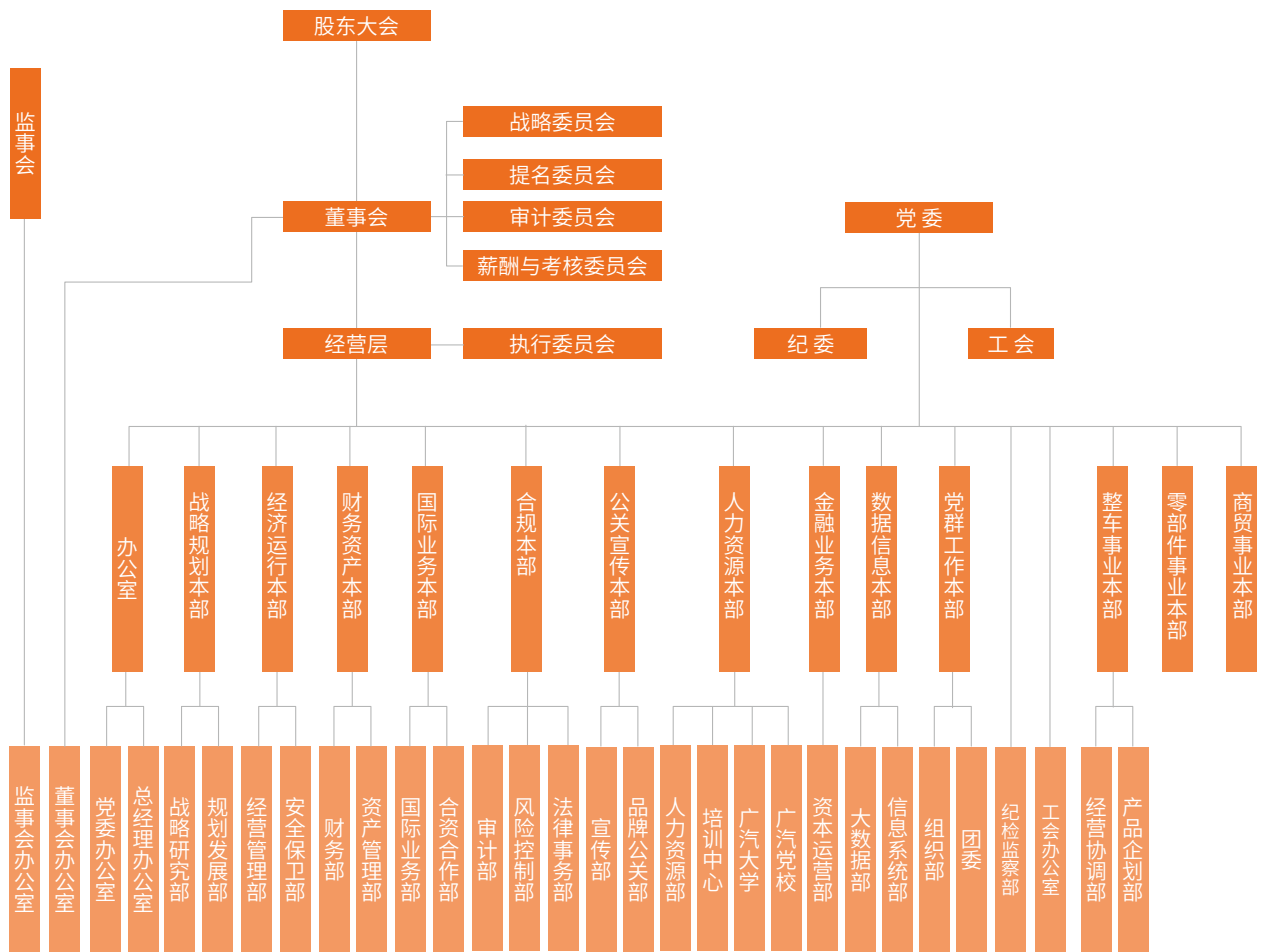 股东大会
监事会
战略委员会
提名委员会
董事会
审计委员会
党 委
薪酬与考核委员会
经营层
执行委员会
纪 委
工 会
办公室
战略规划本部
经济运行本部
财务资产本部
国际业务本部
合规本部
公关宣传本部
人力资源本部
金融业务本部
数据信息本部
党群工作本部
整车事业本部
零部件事业本部
商贸事业本部
监事会办公室
董事会办公室
党委办公室
总经理办公室
战略研究部
规划发展部
经营管理部
安全保卫部
财务部
资产管理部
国际业务部
合资合作部
审计部
风险控制部
法律事务部
宣传部
品牌公关部
人力资源部
培训中心
广汽大学
广汽党校
资本运营部
大数据部
信息系统部
组织部
团委
纪检监察部
工会办公室
经营协调部
产品企划部